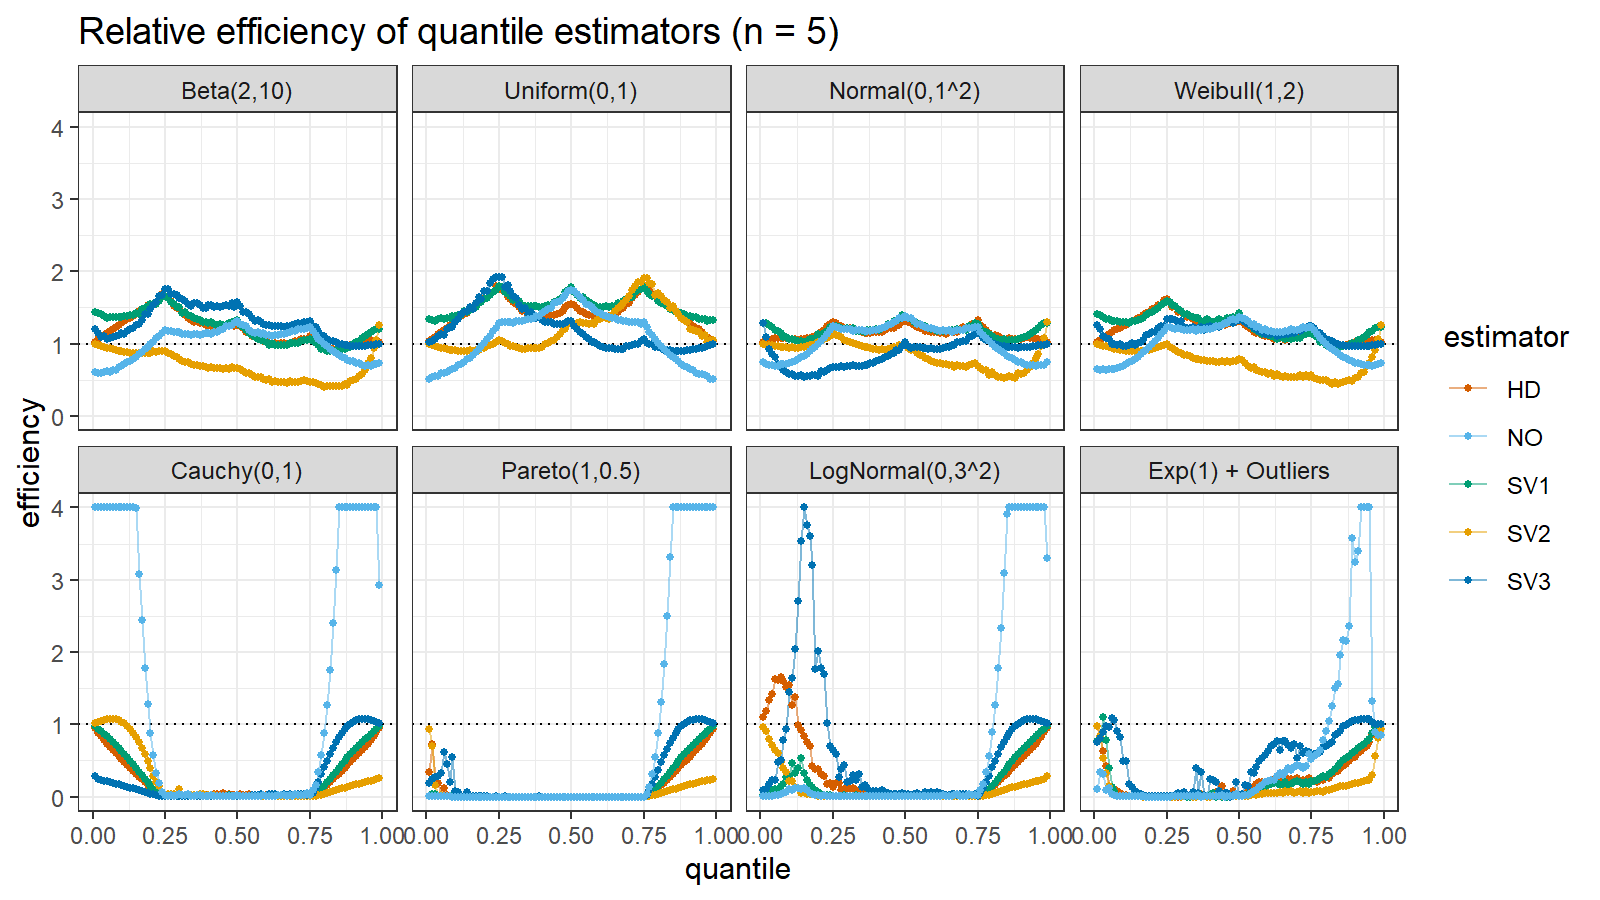 Relative efficiency of quantile estimators (n = 5)
Beta(2,10) Uniform(0,1) Normal(0,1^2) Weibull(1,2)
4
3
2
1
0
efficiency
Cauchy(0,1) Pareto(1,0.5) LogNormal(0,3^2) Exp(1) + Outliers
4
3
2
1
0
0.00 0.25 0.50 0.75 1.00 0.00 0.25 0.50 0.75 1.00 0.00 0.25 0.50 0.75 1.00 0.00 0.25 0.50 0.75 1.00
quantile
estimator
HD
NO
SV1
SV2
SV3